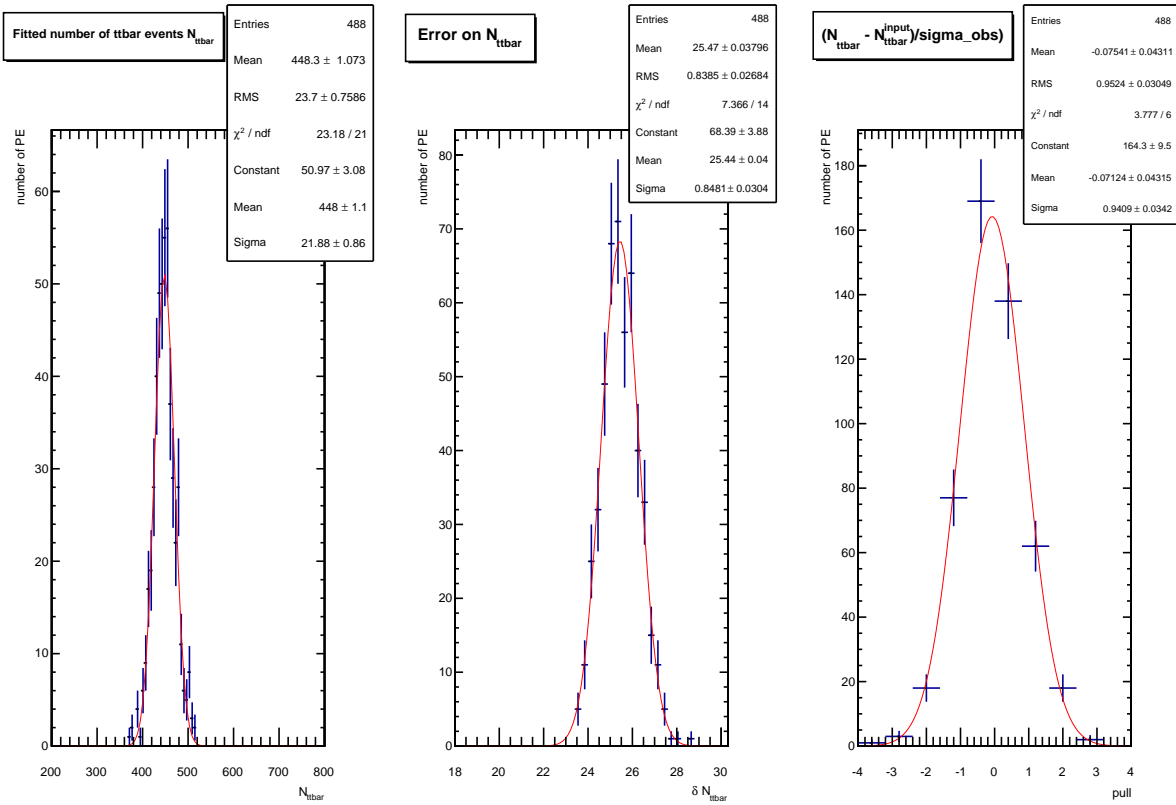 Fitted number of ttbar events N_ttbar
Entries 488
Mean 448.3 ± 1.073
RMS 23.7 ± 0.7586
χ² / ndf 23.18 / 21
Constant 50.97 ± 3.08
Mean 448 ± 1.1
Sigma 21.88 ± 0.86
number of PE
60
50
40
30
20
10
0
200 300 400 500 600 700 800
N_ttbar
Error on N_ttbar
Entries 488
Mean 25.47 ± 0.03796
RMS 0.8385 ± 0.02684
χ² / ndf 7.366 / 14
Constant 68.39 ± 3.88
Mean 25.44 ± 0.04
Sigma 0.8481 ± 0.0304
number of PE
80
70
60
50
40
30
20
10
0
18 20 22 24 26 28 30
δ N_ttbar
(N_ttbar - N_ttbar^input)/sigma_obs)
Entries 488
Mean -0.07541 ± 0.04311
RMS 0.9524 ± 0.03049
χ² / ndf 3.777 / 6
Constant 164.3 ± 9.5
Mean -0.07124 ± 0.04315
Sigma 0.9409 ± 0.0342
number of PE
180
160
140
120
100
80
60
40
20
0
-4 -3 -2 -1 0 1 2 3 4
pull